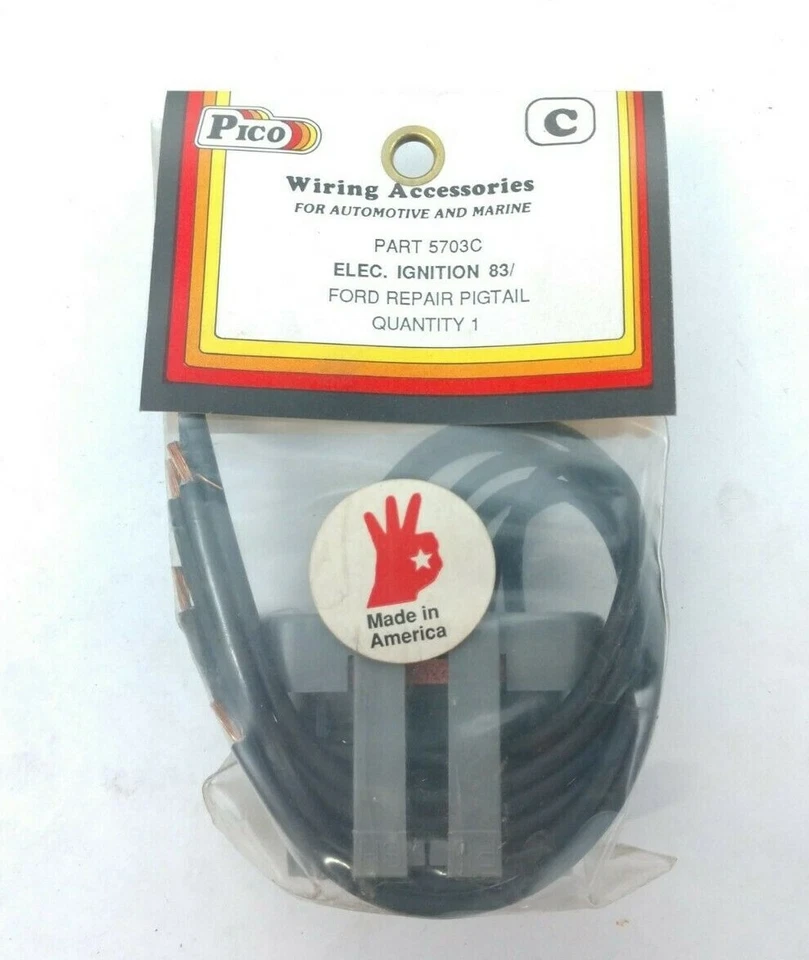 PICO
C
Wiring Accessories
FOR AUTOMOTIVE AND MARINE
PART 5703C
ELEC. IGNITION 83/
FORD REPAIR PIGTAIL
QUANTITY 1
Made in
America